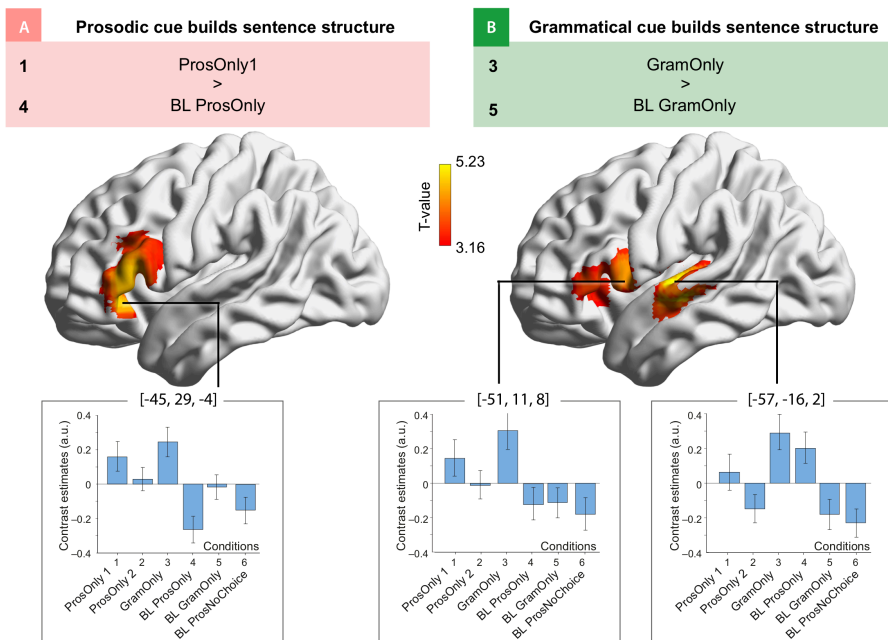 A Prosodic cue builds sentence structure
1 ProsOnly1
>
4 BL ProsOnly
B Grammatical cue builds sentence structure
3 GramOnly
>
5 BL GramOnly
T-value
5.23
3.16
[-45, 29, -4]
Contrast estimates (a.u.)
0.4
0.2
0
−0.2
−0.4
Conditions
1 2 3 4 5 6
ProsOnly 1
ProsOnly 2
GramOnly
BL ProsOnly
BL GramOnly
BL ProsNoChoice
[-51, 11, 8]
Contrast estimates (a.u.)
0.4
0.2
0
−0.2
−0.4
Conditions
1 2 3 4 5 6
ProsOnly 1
ProsOnly 2
GramOnly
BL ProsOnly
BL GramOnly
BL ProsNoChoice
[-57, -16, 2]
Contrast estimates (a.u.)
0.4
0.2
0
−0.2
−0.4
Conditions
1 2 3 4 5 6
ProsOnly 1
ProsOnly 2
GramOnly
BL ProsOnly
BL GramOnly
BL ProsNoChoice